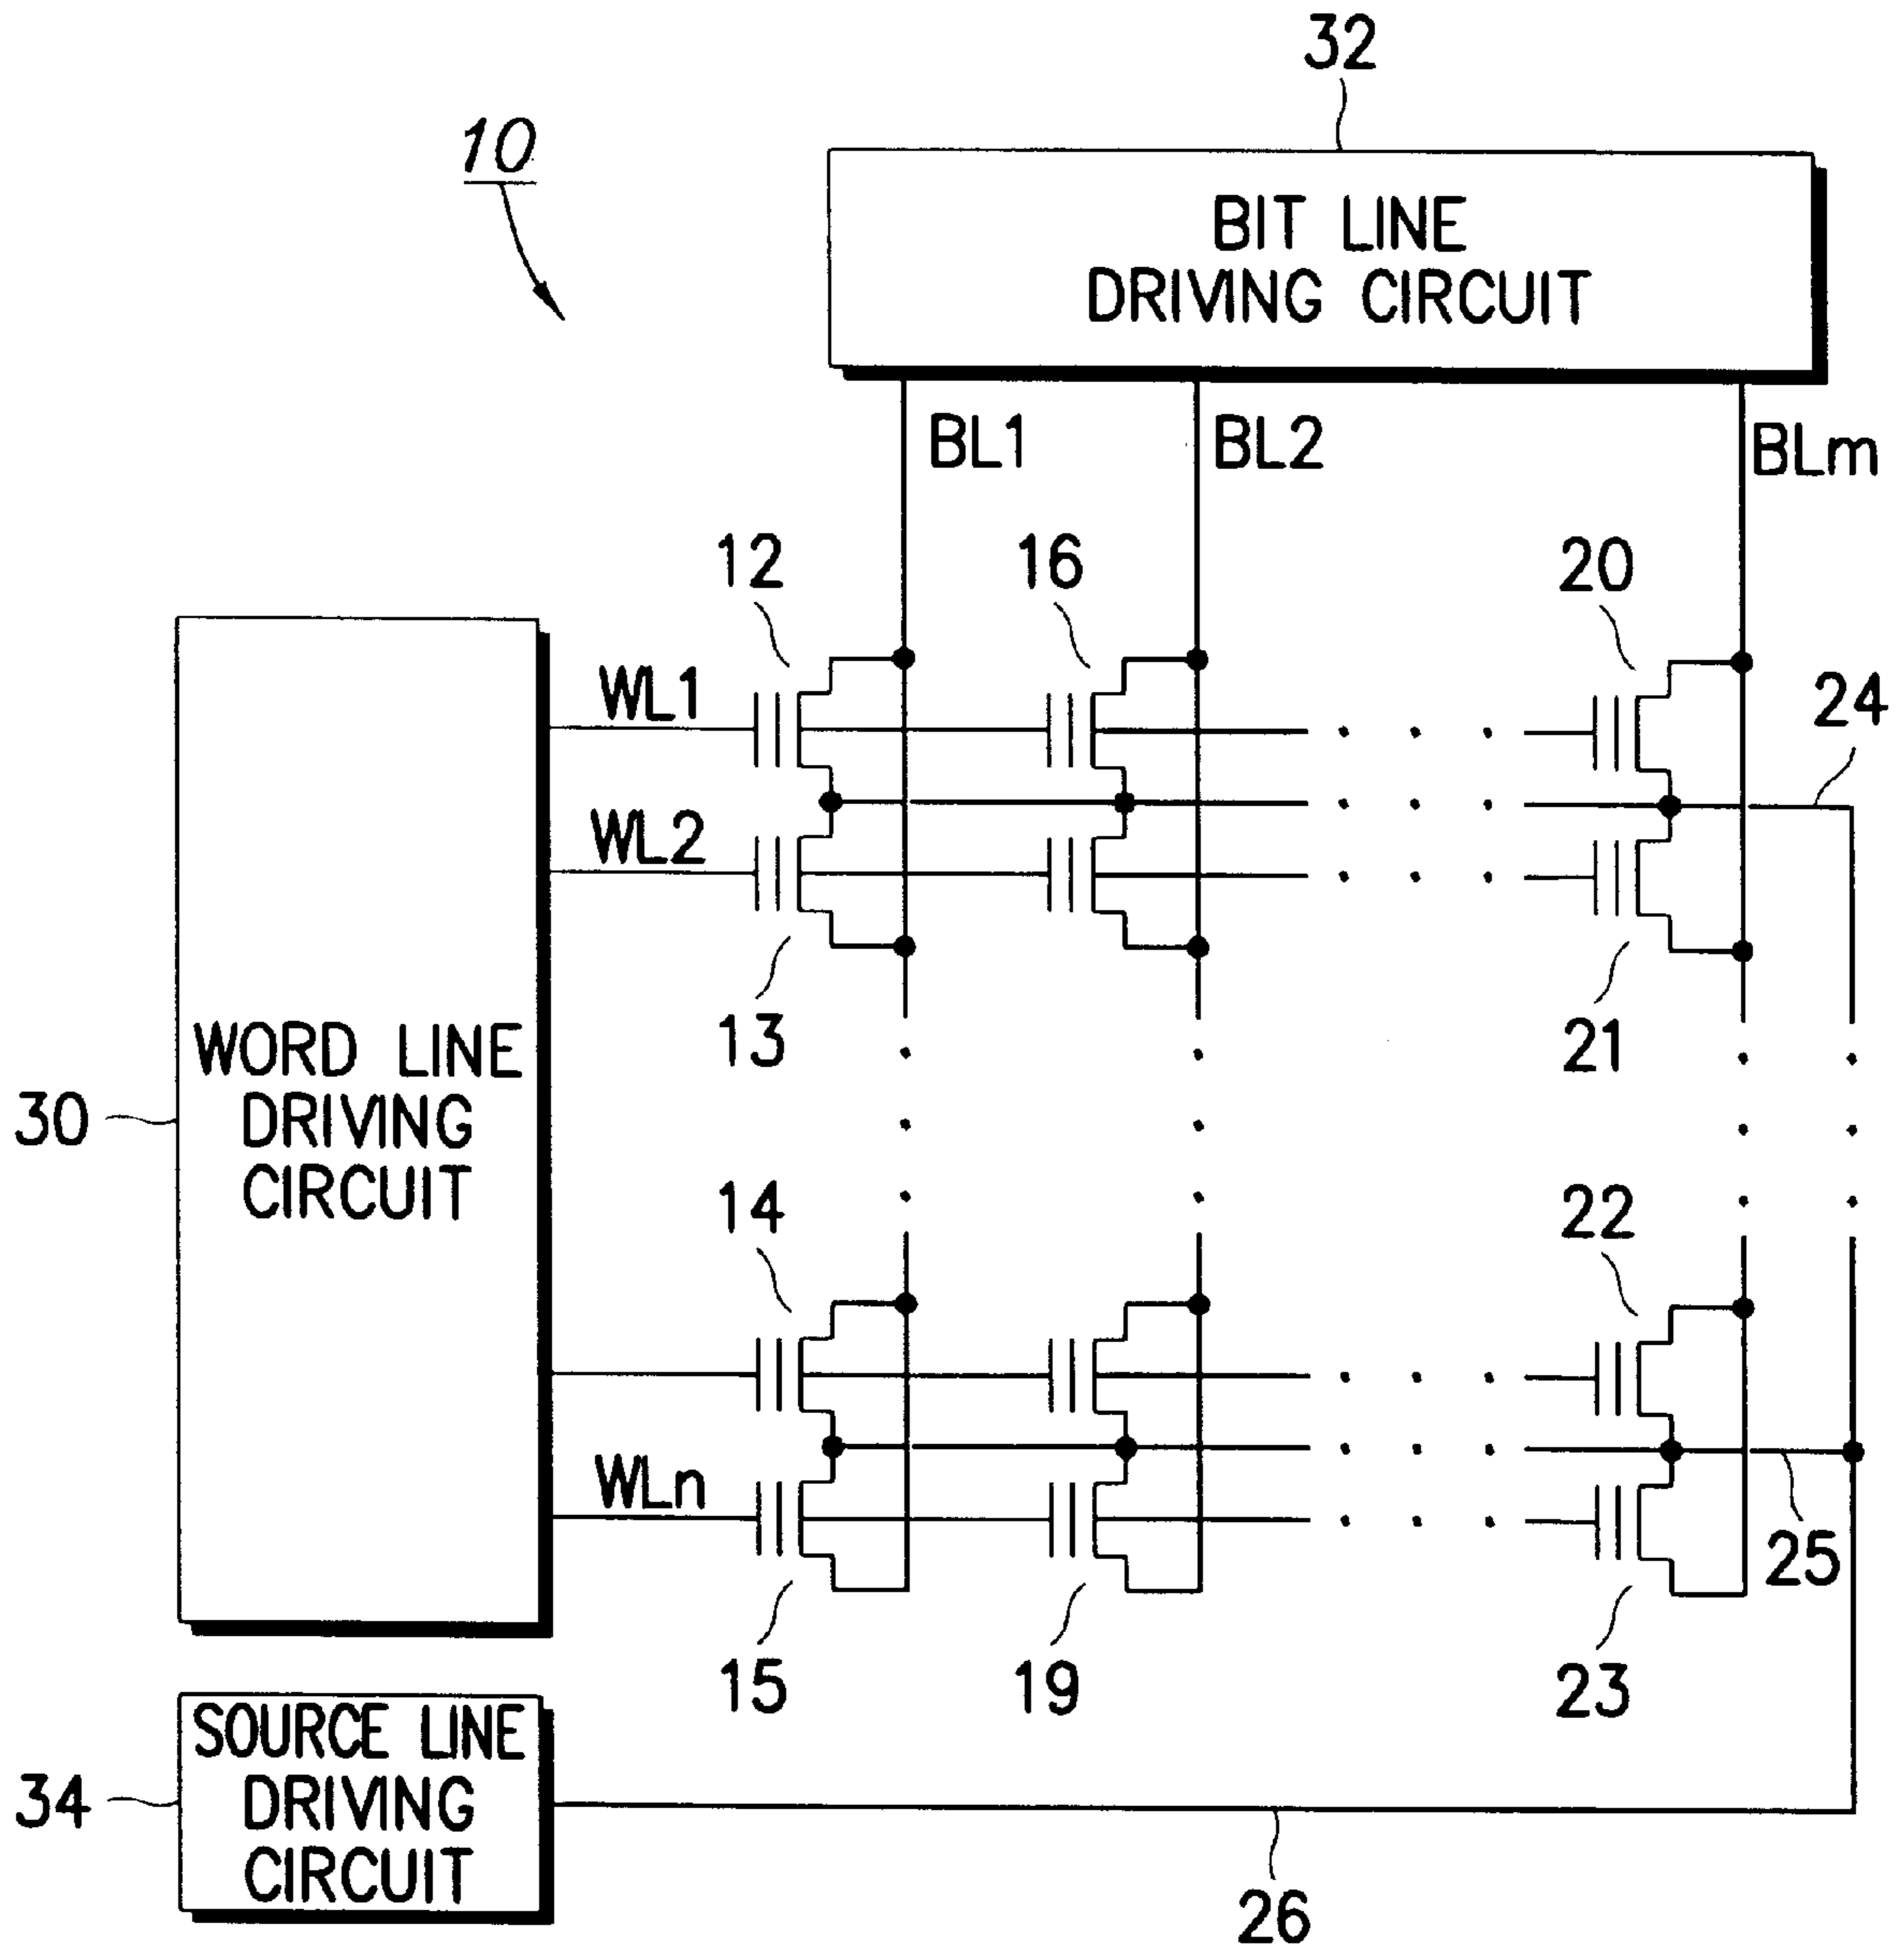 32
10
BIT LINE
DRIVING CIRCUIT
BL1
BL2
BLm
12
16
20
24
WL1
WL2
13
21
WORD LINE
DRIVING
CIRCUIT
30
14
22
WLn
25
15
19
23
SOURCE LINE
DRIVING
CIRCUIT
34
26